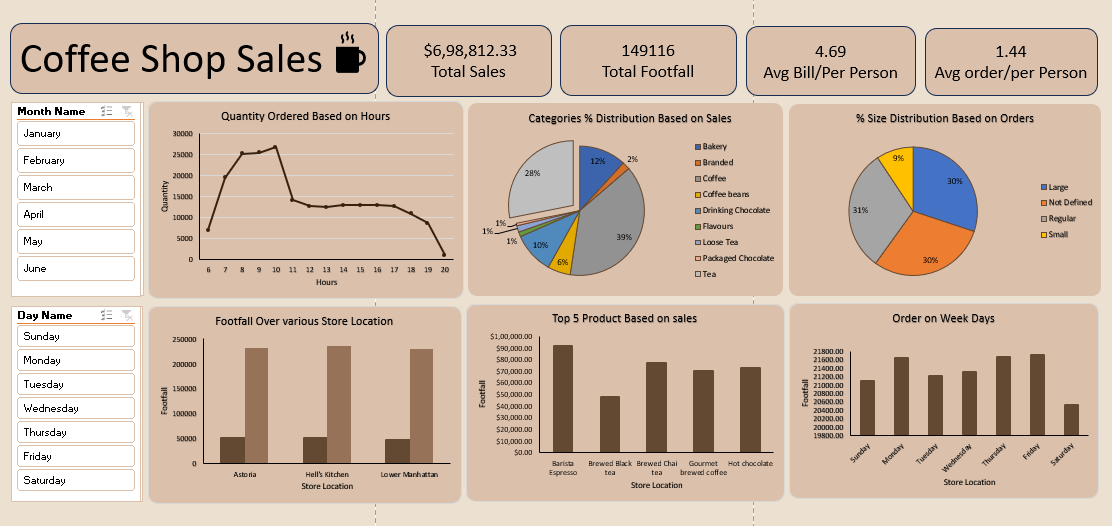 Coffee Shop Sales
$6,98,812.33
Total Sales
149116
Total Footfall
4.69
Avg Bill/Per Person
1.44
Avg order/per Person
Month Name
January
February
March
April
May
June
Quantity Ordered Based on Hours
30000
25000
20000
15000
10000
5000
0
Quantity
6 7 8 9 10 11 12 13 14 15 16 17 18 19 20
Hours
Categories % Distribution Based on Sales
12%
2%
39%
6%
10%
1%
1%
1%
28%
Bakery
Branded
Coffee
Coffee beans
Drinking Chocolate
Flavours
Loose Tea
Packaged Chocolate
Tea
% Size Distribution Based on Orders
30%
30%
31%
9%
Large
Not Defined
Regular
Small
Day Name
Sunday
Monday
Tuesday
Wednesday
Thursday
Friday
Saturday
Footfall Over various Store Location
250000
200000
150000
100000
50000
0
Footfall
Astoria Hell's Kitchen Lower Manhattan
Store Location
Top 5 Product Based on sales
$1,00,000.00
$90,000.00
$80,000.00
$70,000.00
$60,000.00
$50,000.00
$40,000.00
$30,000.00
$20,000.00
$10,000.00
$0.00
Footfall
Barista Espresso
Brewed Black tea
Brewed Chai tea
Gourmet brewed coffee
Hot chocolate
Store Location
Order on Week Days
21800.00
21600.00
21400.00
21200.00
21000.00
20800.00
20600.00
20400.00
20200.00
20000.00
19800.00
Footfall
Sunday
Monday
Tuesday
Wednesday
Thursday
Friday
Saturday
Store Location